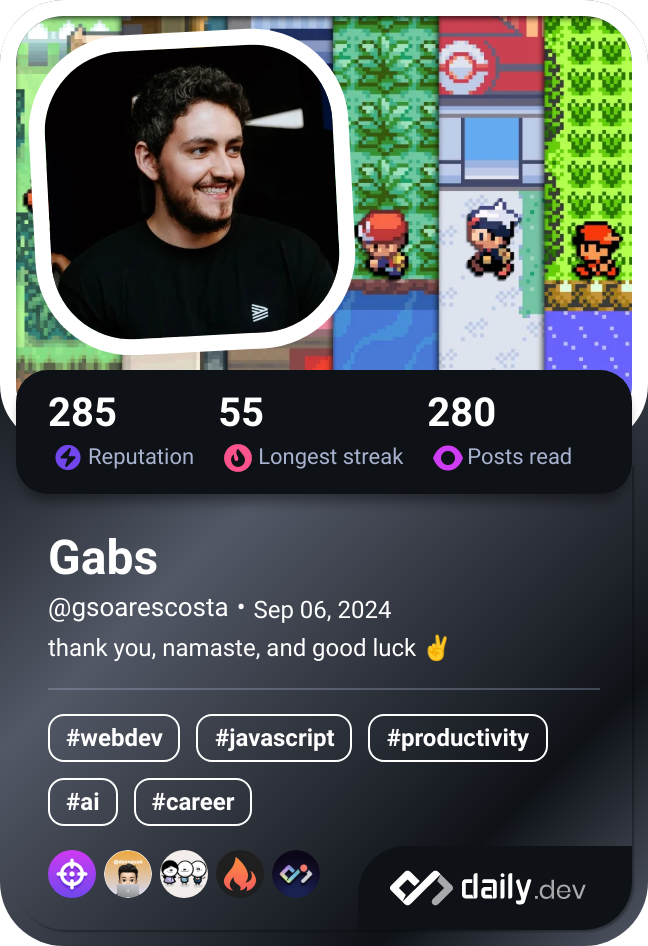 285 55 280
Reputation Longest streak Posts read
Gabs
@gsoarescosta • Sep 06, 2024
thank you, namaste, and good luck ✌️
#webdev #javascript #productivity
#ai #career
daily.dev